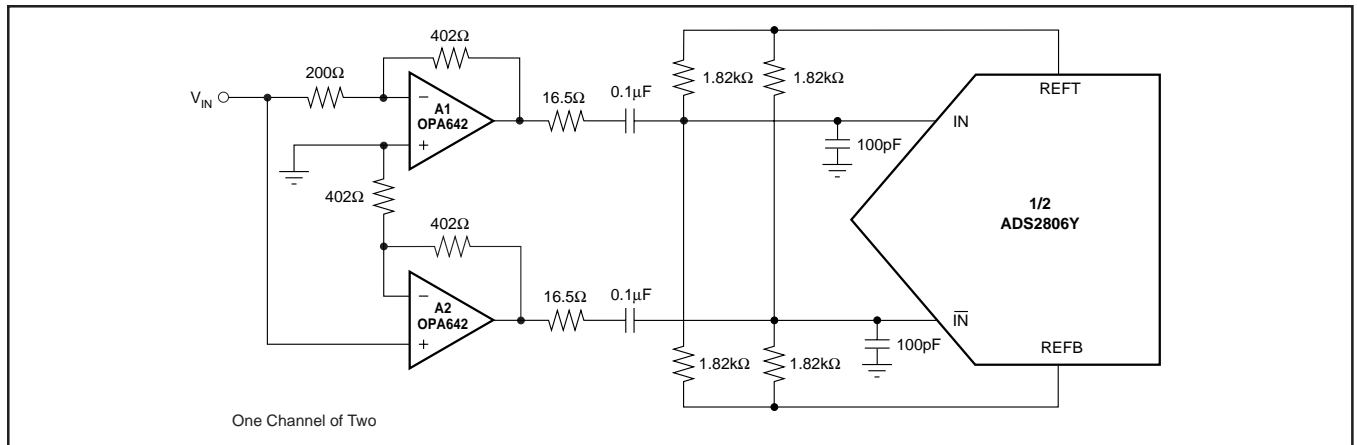 402Ω
200Ω
V_IN
−
A1
OPA642
+
16.5Ω
0.1µF
1.82kΩ
1.82kΩ
REFT
IN
100pF
402Ω
402Ω
1/2
ADS2806Y
−
A2
OPA642
+
16.5Ω
0.1µF
I̅N̅
100pF
REFB
1.82kΩ
1.82kΩ
One Channel of Two